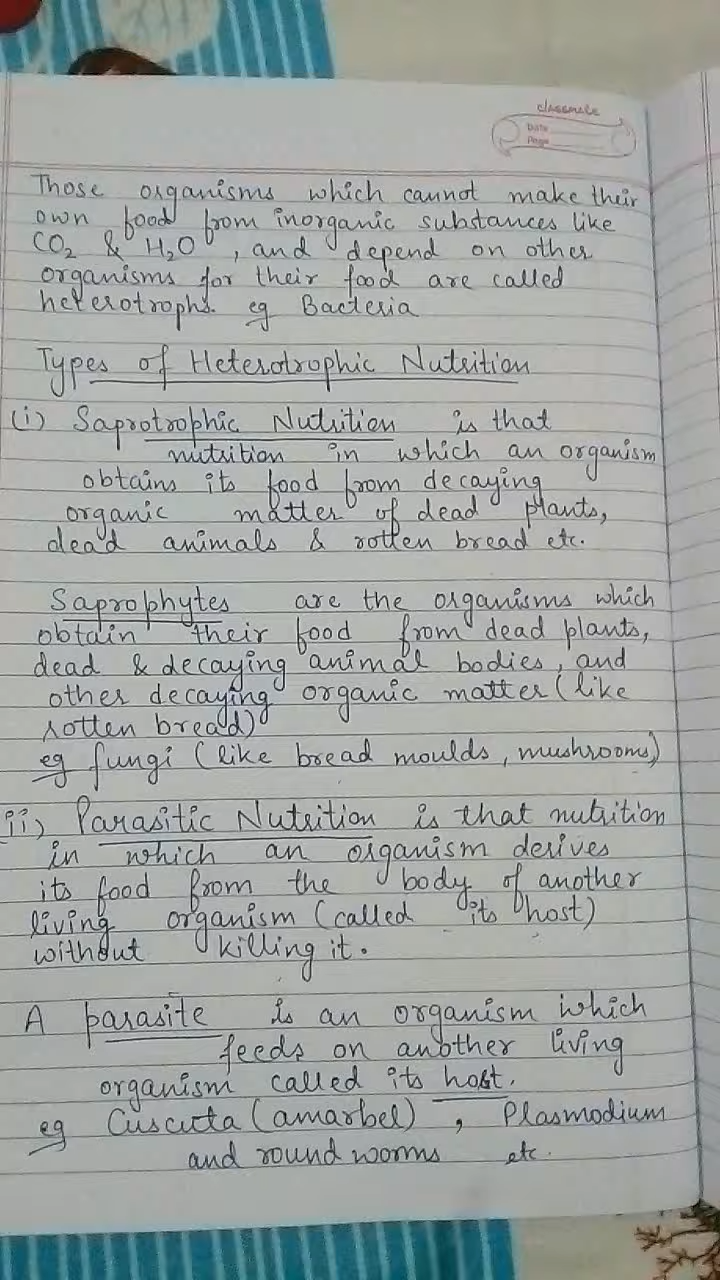 classmate
Date
Page
Those organisms which cannot make their
own food from inorganic substances like
CO₂ & H₂O , and depend on other
organisms for their food are called
heterotrophs. eg Bacteria
Types of Heterotrophic Nutrition
(i) Saprotrophic Nutrition is that
nutrition in which an organism
obtains its food from decaying
organic matter of dead plants,
dead animals & rotten bread etc.
Saprophytes are the organisms which
obtain their food from dead plants,
dead & decaying animal bodies, and
other decaying organic matter (like
rotten bread)
eg fungi (like bread moulds, mushrooms)
(ii) Parasitic Nutrition is that nutrition
in which an organism derives
its food from the body of another
living organism (called its host)
without killing it.
A parasite is an organism which
feeds on another living
organism called its host.
eg Cuscuta (amarbel) , Plasmodium
and round worms etc.